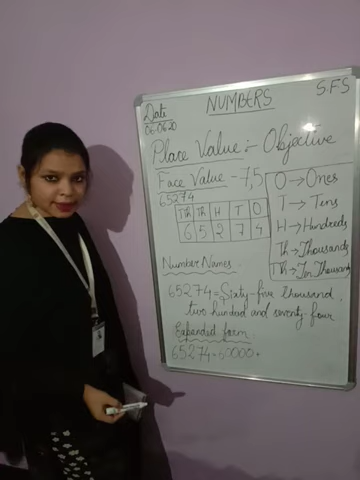 Date
06-06-20
NUMBERS
SFS
Place Value :- Objective
Face Value - 7,5
65274
TTh Th H T O
6 5 2 7 4
O → Ones
T → Tens
H → Hundreds
Th → Thousands
TTh → Ten Thousand
Number Names
65274 = Sixty-five thousand
two hundred and seventy-four
Expanded form
65274 = 60000 +